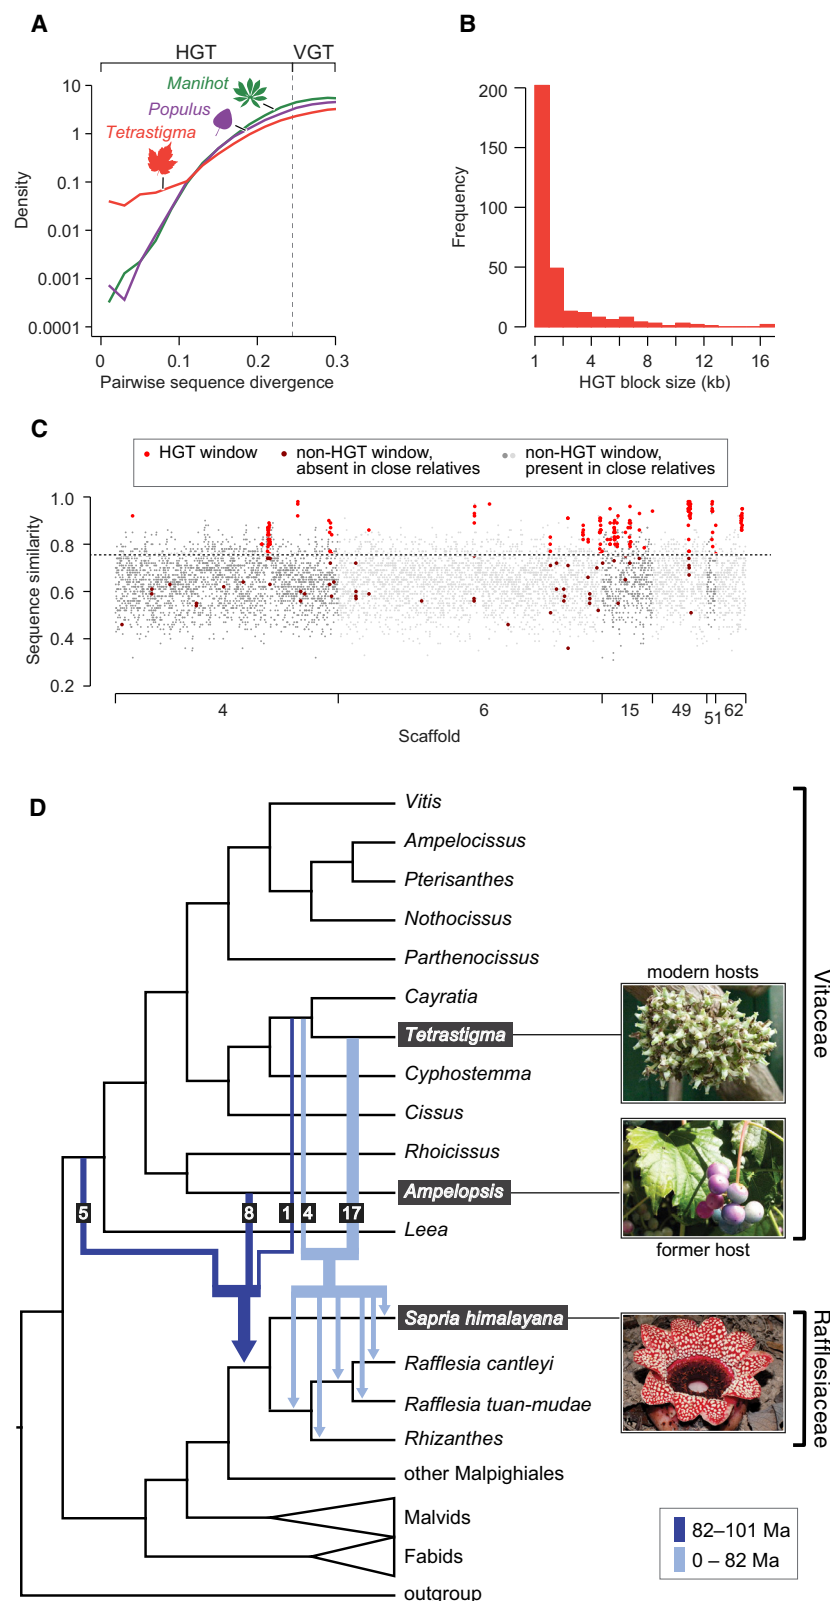 A
HGT
VGT
Manihot
Populus
Tetrastigma
Density
10
1
0.1
0.01
0.001
0.0001
0
0.1
0.2
0.3
Pairwise sequence divergence
B
Frequency
200
150
100
50
0
1
4
8
12
16
HGT block size (kb)
C
HGT window
non-HGT window,
absent in close relatives
non-HGT window,
present in close relatives
Sequence similarity
1.0
0.8
0.6
0.4
0.2
4
6
15
49
51
62
Scaffold
D
Vitis
Ampelocissus
Pterisanthes
Nothocissus
Parthenocissus
Cayratia
Tetrastigma
Cyphostemma
Cissus
Rhoicissus
Ampelopsis
Leea
modern hosts
former host
Vitaceae
5
8
1
4
17
Sapria himalayana
Rafflesia cantleyi
Rafflesia tuan-mudae
Rhizanthes
other Malpighiales
Malvids
Fabids
outgroup
Rafflesiaceae
82–101 Ma
0 – 82 Ma